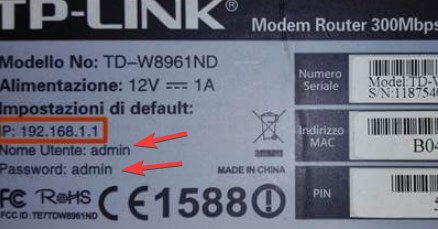 TP-LINK®
Modem Router 300Mbps
Modello No: TD-W8961ND
Alimentazione: 12V 1A
Impostazioni di default:
IP: 192.168.1.1
Nome Utente: admin
Password: admin
MADE IN CHINA
FC RoHS CE1588
FCC ID: TE7TDW8961ND
Numero
Seriale
Indirizzo
MAC
B04
PIN